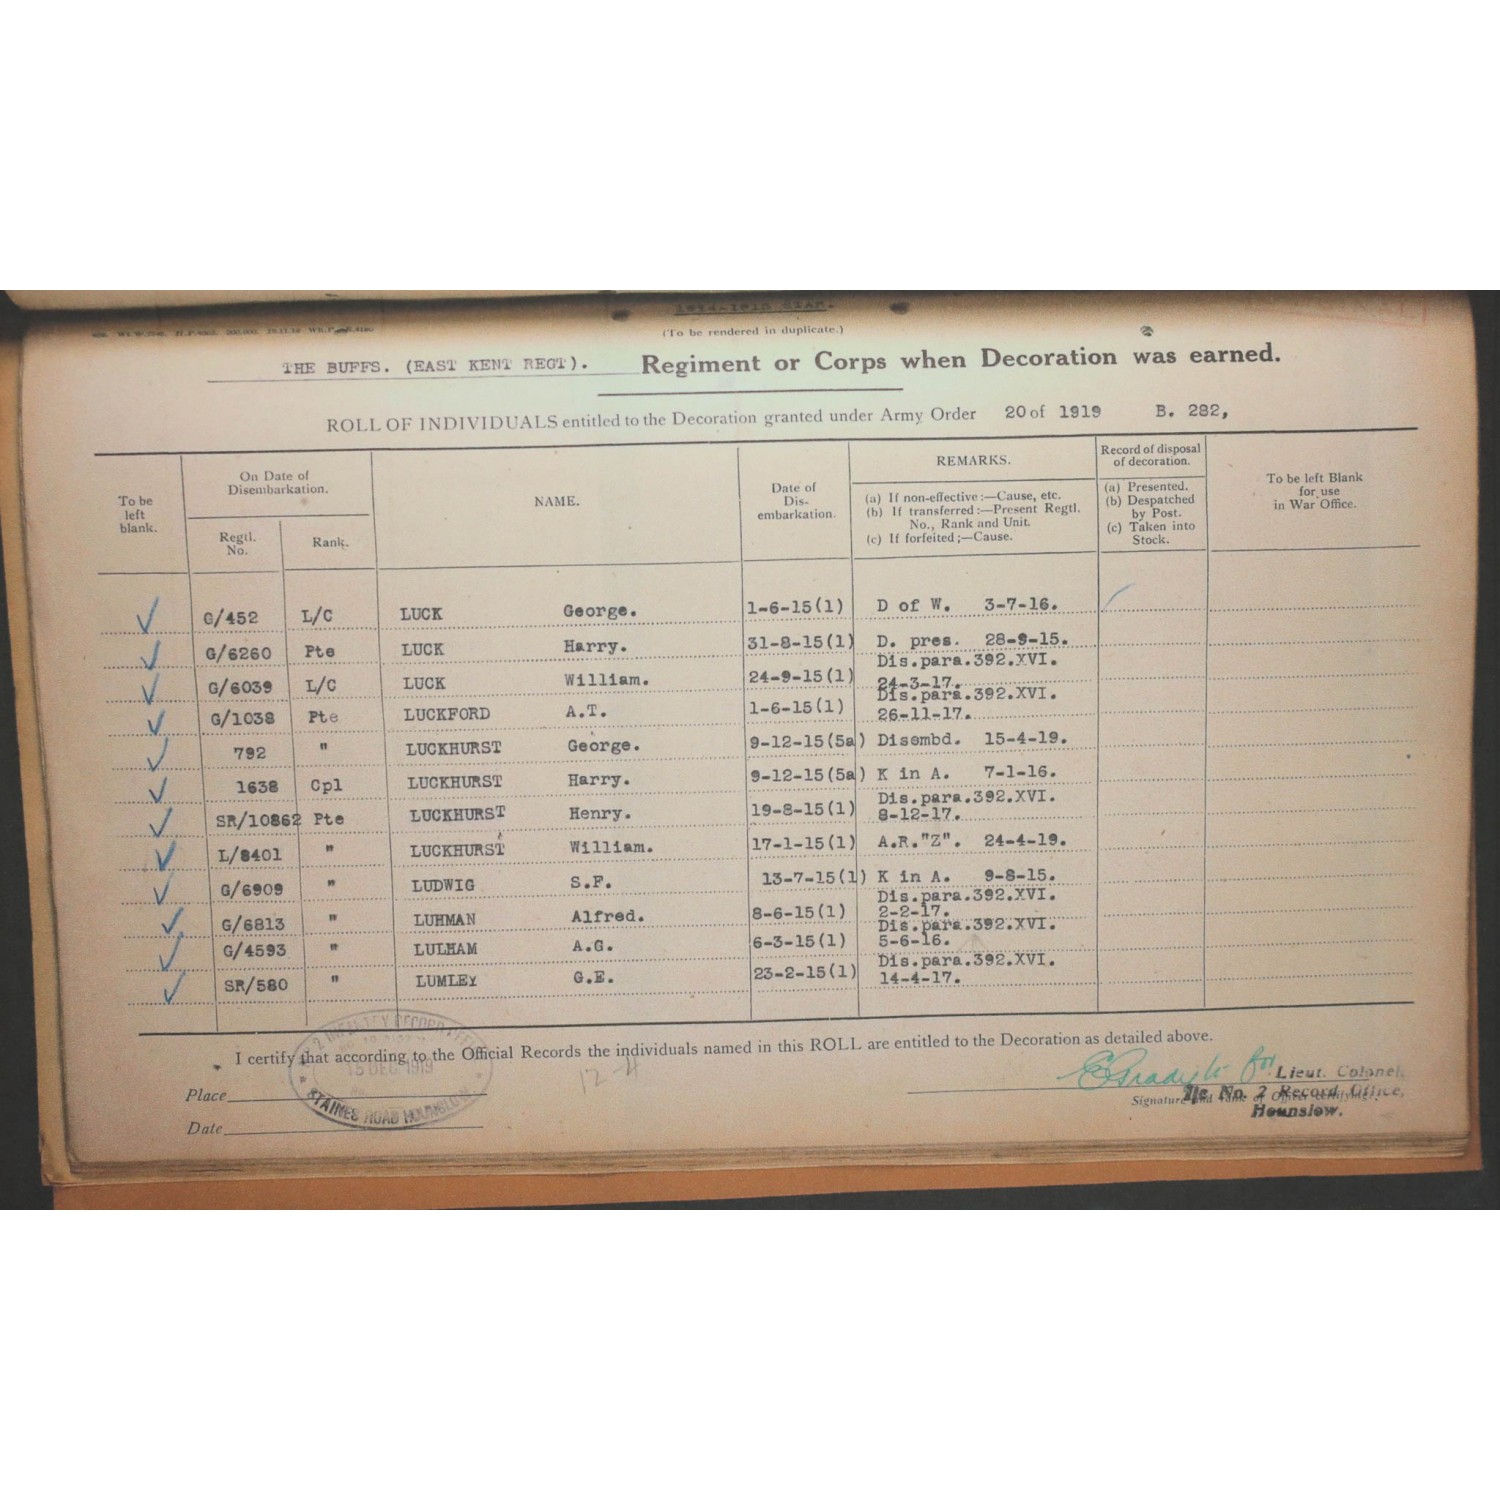 1914-1915 STAR.
(To be rendered in duplicate.)
THE BUFFS. (EAST KENT REGT). Regiment or Corps when Decoration was earned.
ROLL OF INDIVIDUALS entitled to the Decoration granted under Army Order 20 of 1919 B. 282,
To be left blank.
On Date of Disembarkation.
Regtl. No.
Rank.
NAME.
Date of Dis-embarkation.
REMARKS.
(a) If non-effective:—Cause, etc.
(b) If transferred:—Present Regtl. No., Rank and Unit.
(c) If forfeited;—Cause.
Record of disposal of decoration.
(a) Presented.
(b) Despatched by Post.
(c) Taken into Stock.
To be left Blank for use in War Office.
G/452 L/C LUCK George. 1-6-15(1) D of W. 3-7-16.
G/6260 Pte LUCK Harry. 31-8-15(1) D. pres. 28-9-15.
G/6039 L/C LUCK William. 24-9-15(1) Dis.para.392.XVI. 24-3-17.
G/1038 Pte LUCKFORD A.T. 1-6-15(1) Dis.para.392.XVI. 26-11-17.
792 " LUCKHURST George. 9-12-15(5a) Disembd. 15-4-19.
1638 Cpl LUCKHURST Harry. 9-12-15(5a) K in A. 7-1-16.
SR/10862 Pte LUCKHURST Henry. 19-8-15(1) Dis.para.392.XVI. 8-12-17.
L/8401 " LUCKHURST William. 17-1-15(1) A.R."Z". 24-4-19.
G/6909 " LUDWIG S.F. 13-7-15(1) K in A. 9-8-15.
G/6813 " LUHMAN Alfred. 8-6-15(1) Dis.para.392.XVI. 2-2-17.
G/4593 " LULHAM A.G. 6-3-15(1) Dis.para.392.XVI. 5-6-16.
SR/580 " LUMLEY G.E. 23-2-15(1) Dis.para.392.XVI. 14-4-17.
I certify that according to the Official Records the individuals named in this ROLL are entitled to the Decoration as detailed above.
15 DEC 1919
STAINES ROAD HOUNSLOW
12-4
Place
Date
for Lieut. Colonel.
i/c No. 2 Record Office,
Hounslow.